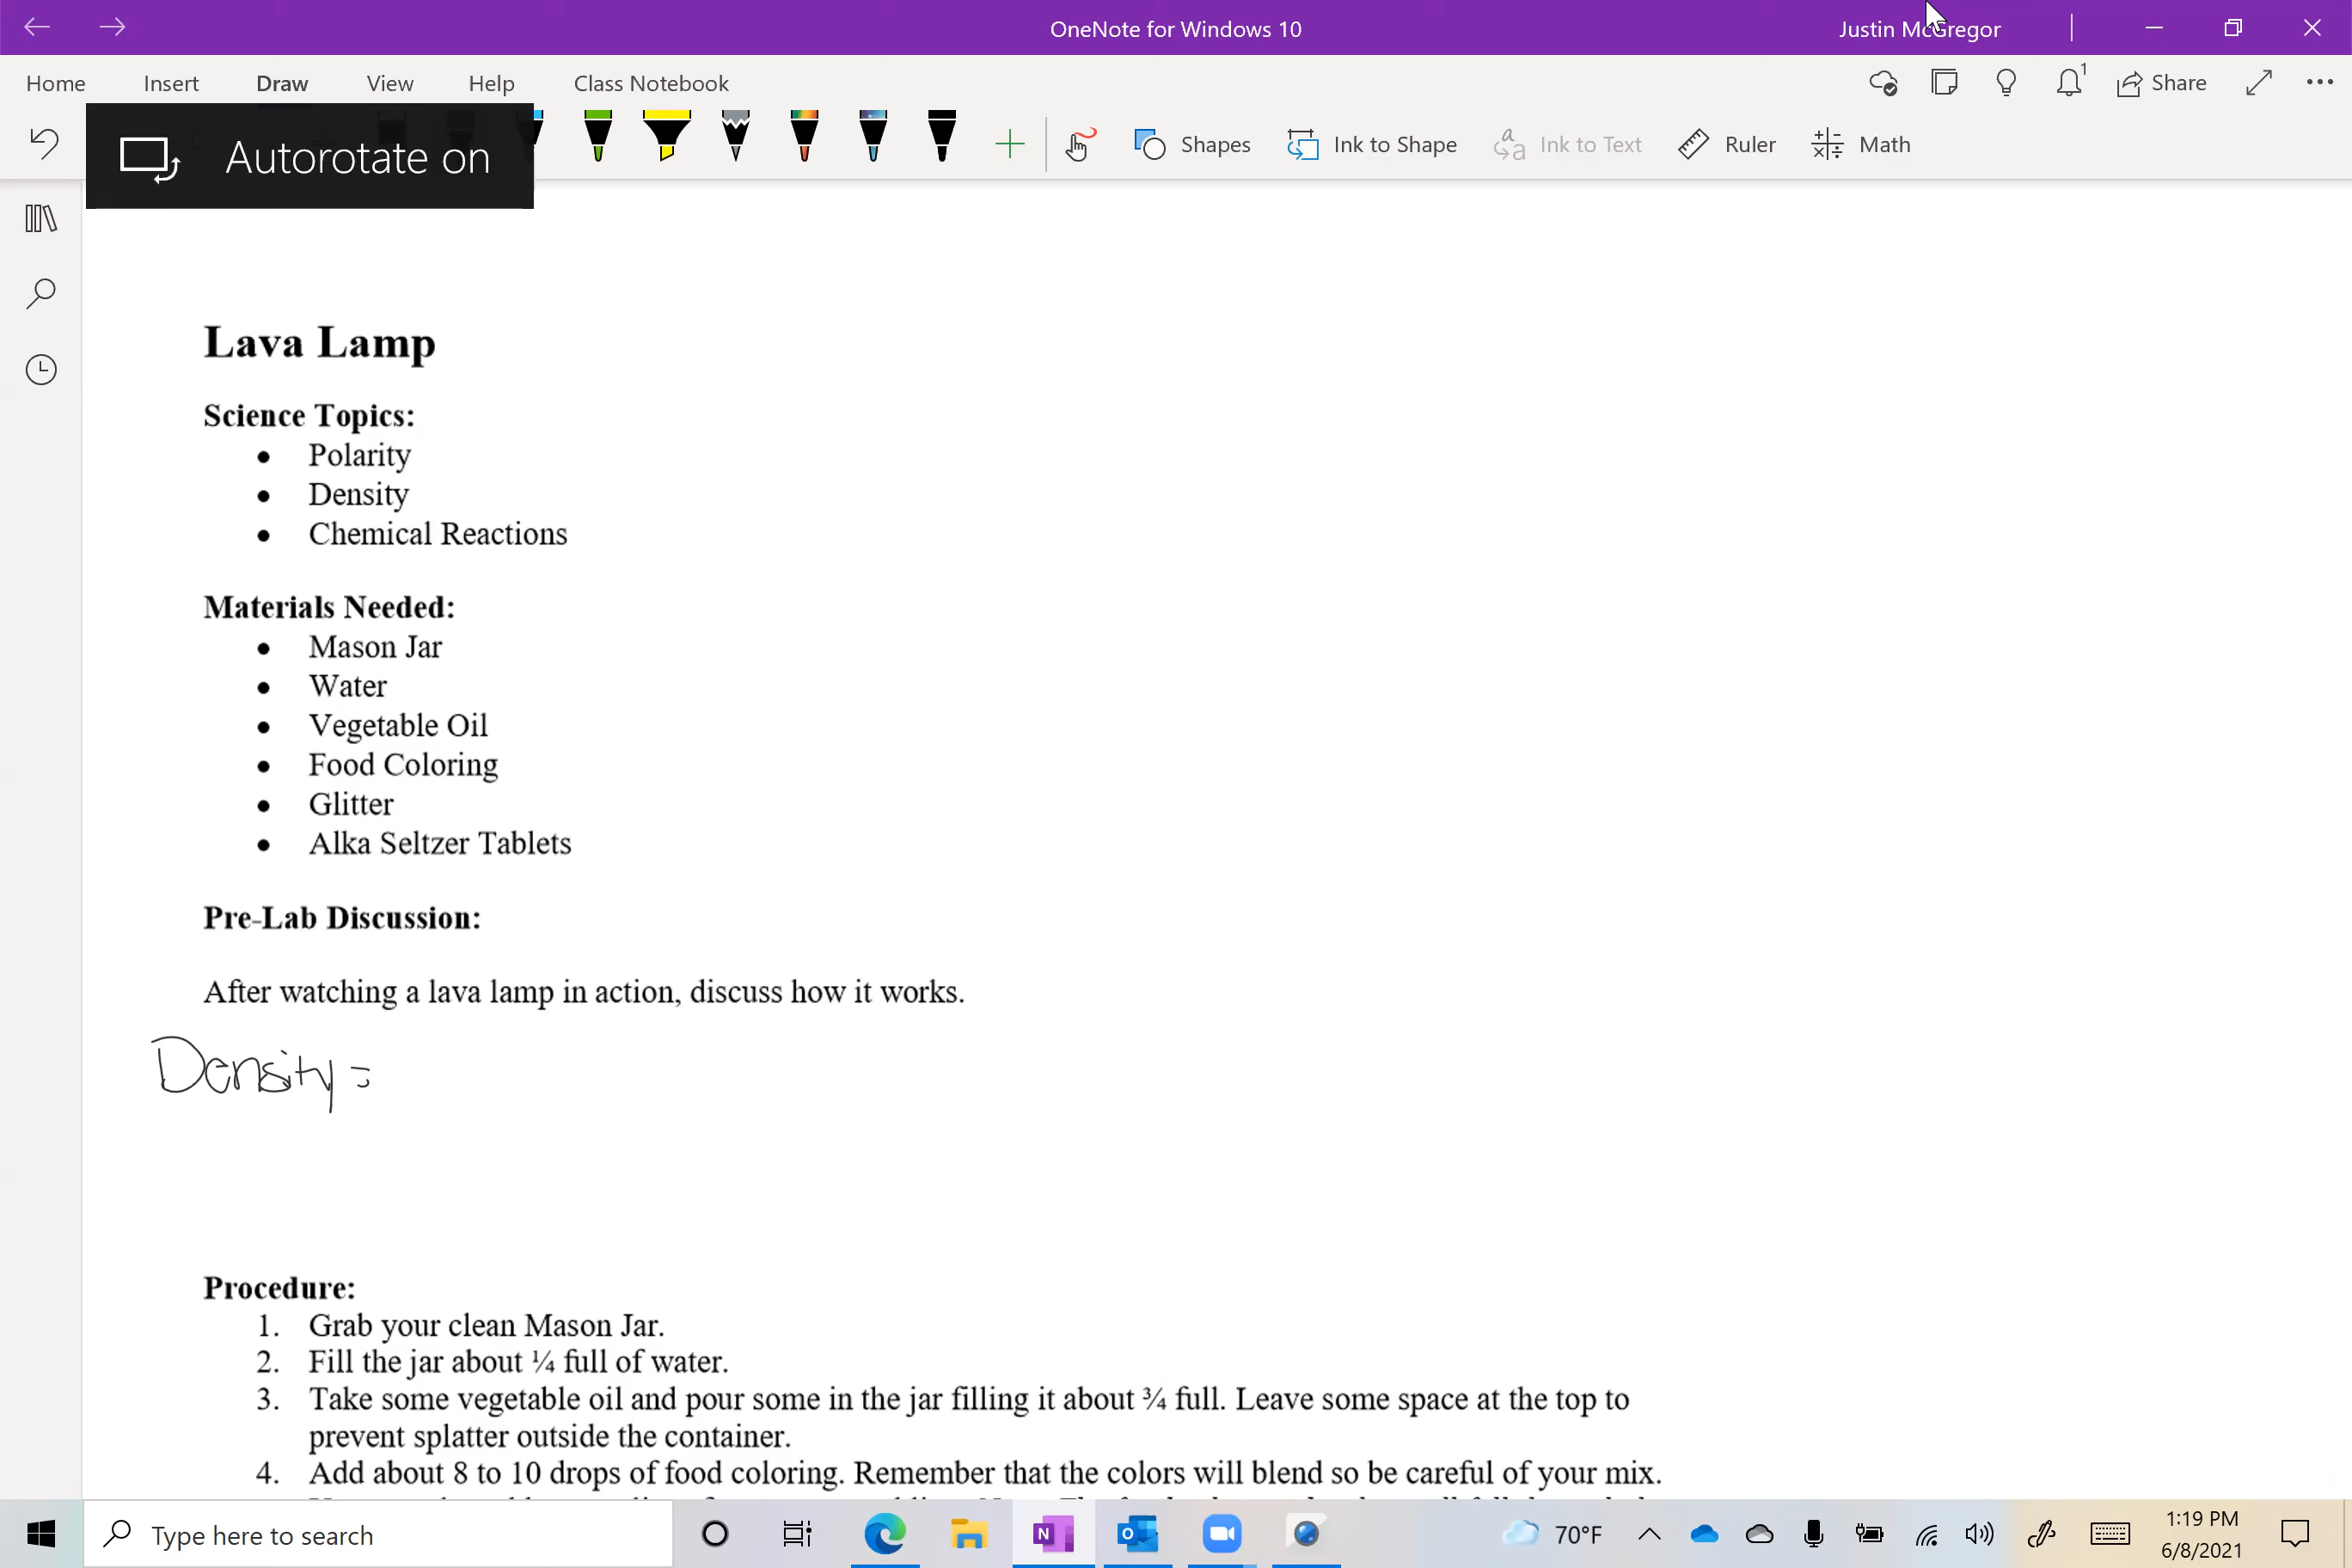 OneNote for Windows 10
Justin McGregor
Home Insert Draw View Help Class Notebook
1
Share
Autorotate on
Shapes Ink to Shape Ink to Text Ruler Math
Lava Lamp
Science Topics:
• Polarity
• Density
• Chemical Reactions
Materials Needed:
• Mason Jar
• Water
• Vegetable Oil
• Food Coloring
• Glitter
• Alka Seltzer Tablets
Pre-Lab Discussion:
After watching a lava lamp in action, discuss how it works.
Density =
Procedure:
1. Grab your clean Mason Jar.
2. Fill the jar about ¼ full of water.
3. Take some vegetable oil and pour some in the jar filling it about ¾ full. Leave some space at the top to
prevent splatter outside the container.
4. Add about 8 to 10 drops of food coloring. Remember that the colors will blend so be careful of your mix.
Type here to search
70°F
1:19 PM
6/8/2021